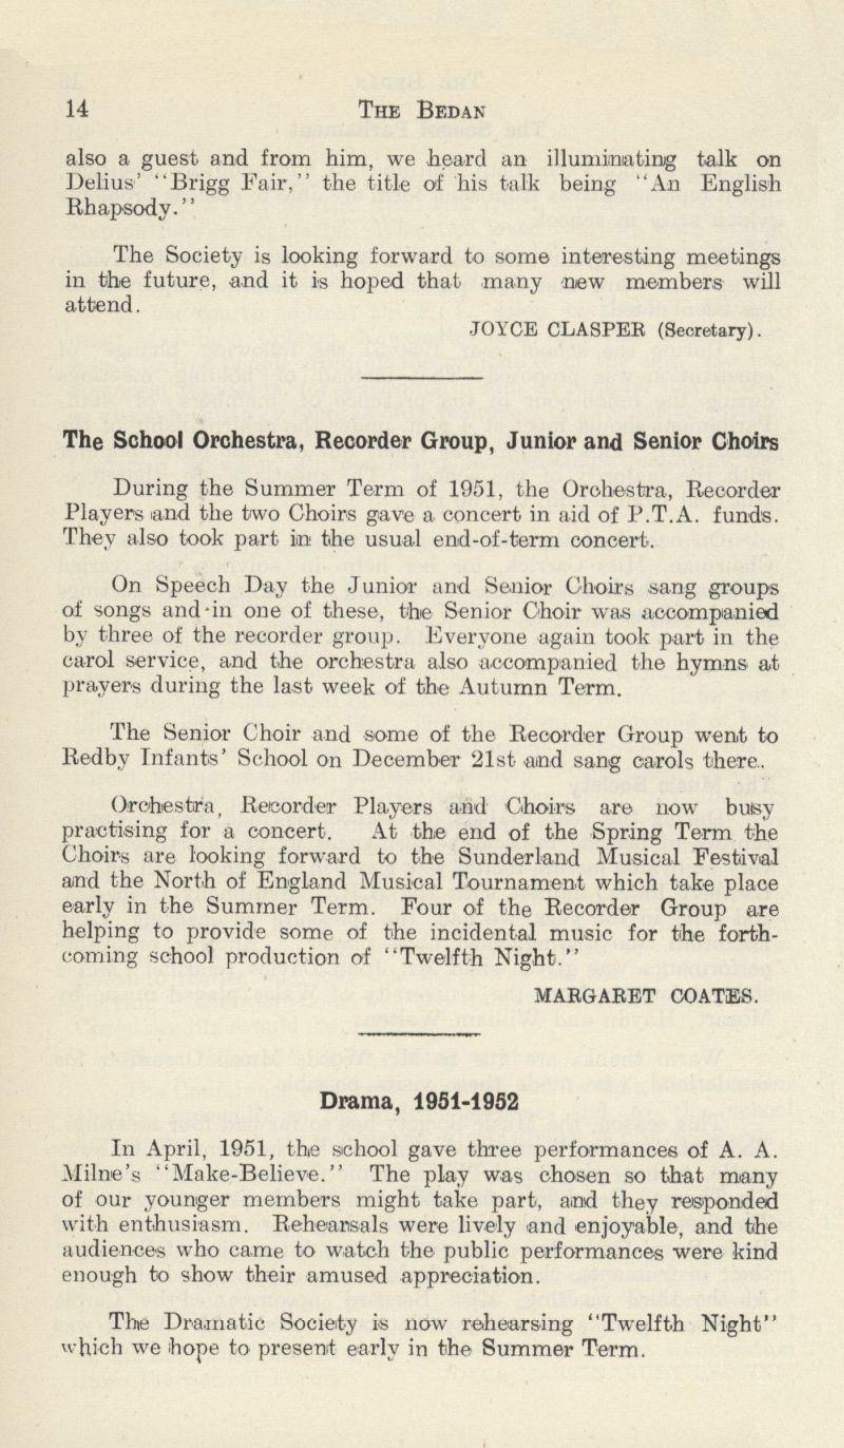 14 THE BEDAN
also a guest and from him, we heard an illuminating talk on
Delius' "Brigg Fair," the title of his talk being "An English
Rhapsody."
The Society is looking forward to some interesting meetings
in the future, and it is hoped that many new members will
attend.
JOYCE CLASPER (Secretary).
The School Orchestra, Recorder Group, Junior and Senior Choirs
During the Summer Term of 1951, the Orchestra, Recorder
Players and the two Choirs gave a concert in aid of P.T.A. funds.
They also took part in the usual end-of-term concert.
On Speech Day the Junior and Senior Choirs sang groups
of songs and in one of these, the Senior Choir was accompanied
by three of the recorder group. Everyone again took part in the
carol service, and the orchestra also accompanied the hymns at
prayers during the last week of the Autumn Term.
The Senior Choir and some of the Recorder Group went to
Redby Infants' School on December 21st and sang carols there.
Orchestra, Recorder Players and Choirs are now busy
practising for a concert. At the end of the Spring Term the
Choirs are looking forward to the Sunderland Musical Festival
and the North of England Musical Tournament which take place
early in the Summer Term. Four of the Recorder Group are
helping to provide some of the incidental music for the forth-
coming school production of "Twelfth Night."
MARGARET COATES.
Drama, 1951-1952
In April, 1951, the school gave three performances of A. A.
Milne's "Make-Believe." The play was chosen so that many
of our younger members might take part, and they responded
with enthusiasm. Rehearsals were lively and enjoyable, and the
audiences who came to watch the public performances were kind
enough to show their amused appreciation.
The Dramatic Society is now rehearsing "Twelfth Night"
which we hope to present early in the Summer Term.